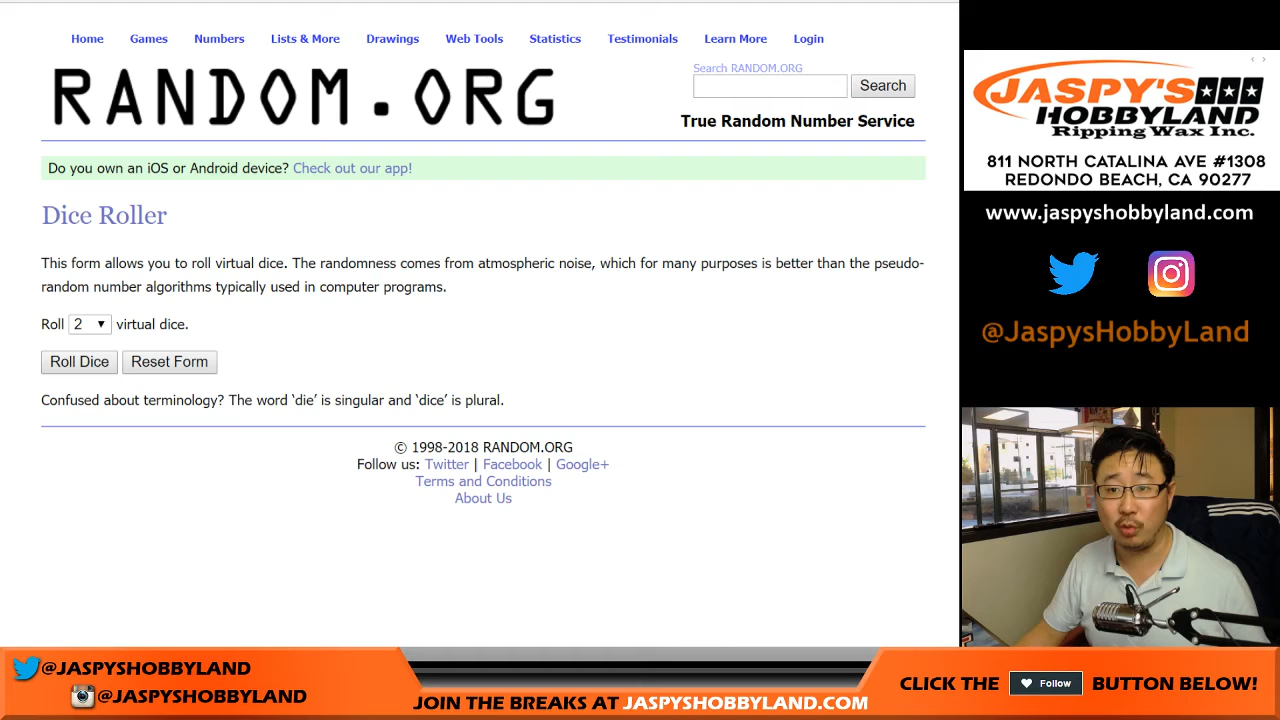 Home Games Numbers Lists & More Drawings Web Tools Statistics Testimonials Learn More Login
RANDOM.ORG
Search RANDOM.ORG
Search
True Random Number Service
Do you own an iOS or Android device? Check out our app!
Dice Roller
This form allows you to roll virtual dice. The randomness comes from atmospheric noise, which for many purposes is better than the pseudo-
random number algorithms typically used in computer programs.
Roll 2 virtual dice.
Roll Dice Reset Form
Confused about terminology? The word ‘die’ is singular and ‘dice’ is plural.
© 1998-2018 RANDOM.ORG
Follow us: Twitter | Facebook | Google+
Terms and Conditions
About Us
JASPY'S
HOBBYLAND
Ripping Wax Inc.
811 NORTH CATALINA AVE #1308
REDONDO BEACH, CA 90277
www.jaspyshobbyland.com
@JaspysHobbyLand
@JASPYSHOBBYLAND
@JASPYSHOBBYLAND
JOIN THE BREAKS AT JASPYSHOBBYLAND.COM
CLICK THE Follow BUTTON BELOW!